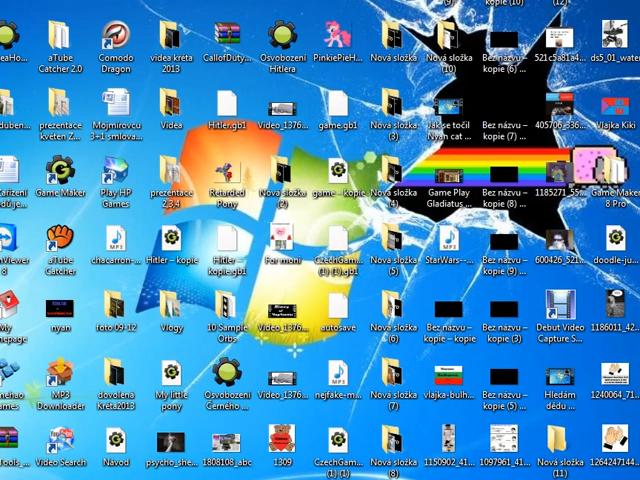 (9)
kopie (10)
(12)
aTube Catcher 2.0
Comodo Dragon
videa kréta 2013
CallofDuty...
Osvobození Hitlera
PinkiePieH...
Nová složka
Nová složka (10)
Bez názvu – kopie (6)
521c5a81a4...
ds5_01_water
prezentace květen Z...
Mojmírovců 3+1 smlova...
Videa
Hitler.gb1
Video_1376...
game.gb1
Nová složka (3)
Jak se točil Nyan cat ...
Bez názvu – kopie (7)
405706_336...
Vlajka Kiki
Game Maker
Play HP Games
prezentace 2,3,4
Retarded Pony
Nová složka (2)
game – kopie
Nová složka (4)
Game Play Gladiatus ...
Bez názvu – kopie (8)
1185271_55...
Game Maker 8 Pro
8
aTube Catcher
chacarron-...
Hitler – kopie
Hitler – kopie.gb1
For moni
CzechGam... (1) (1).gb1
Nová složka (5)
StarWars--...
Bez názvu – kopie (9)
600426_521...
doodle-ju...
nyan
foto 09-12
Vlogy
10 Sample Orbs
Video_1376...
autosave
Nová složka (6)
Bez názvu – kopie – kopie
Bez názvu – kopie (3)
Debut Video Capture S...
1186011_42...
MP3 Downloader
dovolená Kréta2013
My little pony
Osvobození Černého ...
Video_1376...
nejfake-m...
Nová složka (7)
vlajka-bulh...
Bez názvu – kopie (5)
Hledám dědu ...
1240064_71...
Video Search
Návod
psycho_she...
1808108_abc
1309
CzechGam... (1) (1)
Nová složka (8)
1150902_41...
1097961_41...
Nová složka (11)
1264247144...